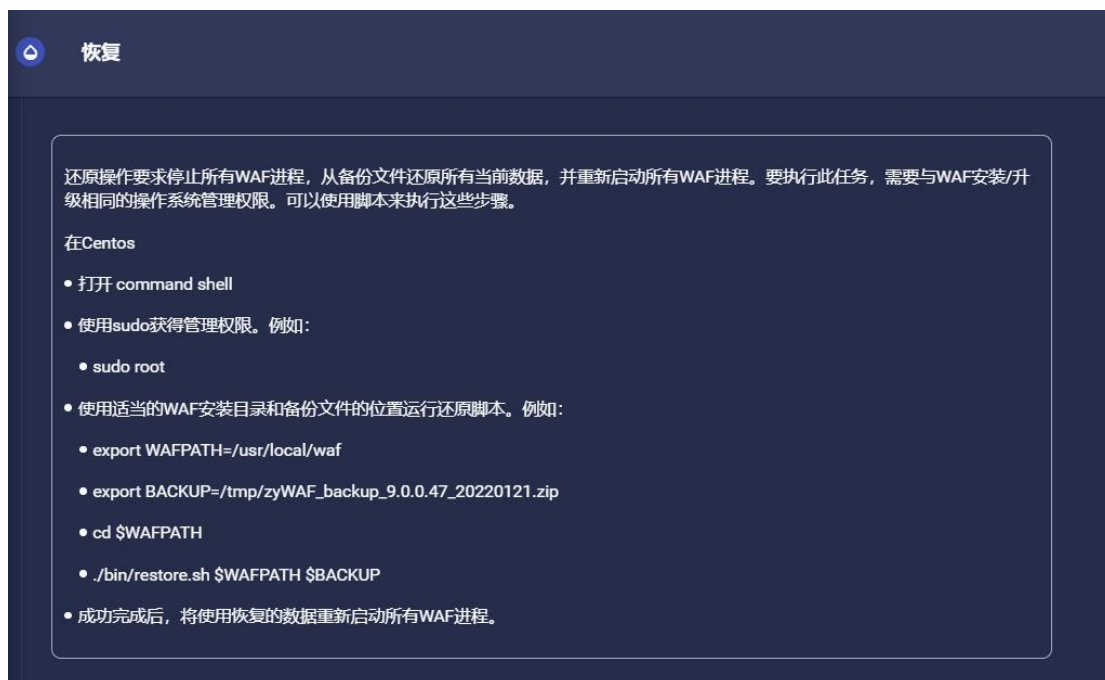 恢复
还原操作要求停止所有WAF进程，从备份文件还原所有当前数据，并重新启动所有WAF进程。要执行此任务，需要与WAF安装/升
级相同的操作系统管理权限。可以使用脚本来执行这些步骤。
在Centos
• 打开 command shell
• 使用sudo获得管理权限。例如：
• sudo root
• 使用适当的WAF安装目录和备份文件的位置运行还原脚本。例如：
• export WAFPATH=/usr/local/waf
• export BACKUP=/tmp/zyWAF_backup_9.0.0.47_20220121.zip
• cd $WAFPATH
• ./bin/restore.sh $WAFPATH $BACKUP
• 成功完成后，将使用恢复的数据重新启动所有WAF进程。